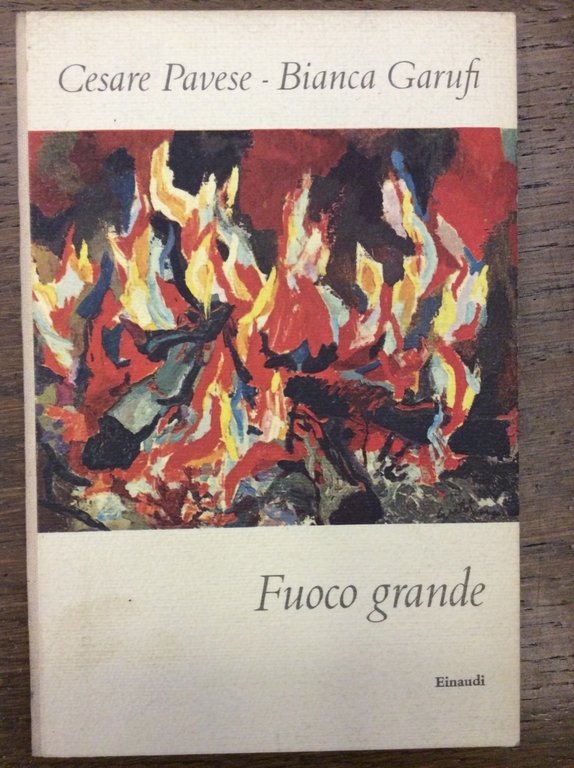 Cesare Pavese - Bianca Garufi
Fuoco grande
Einaudi